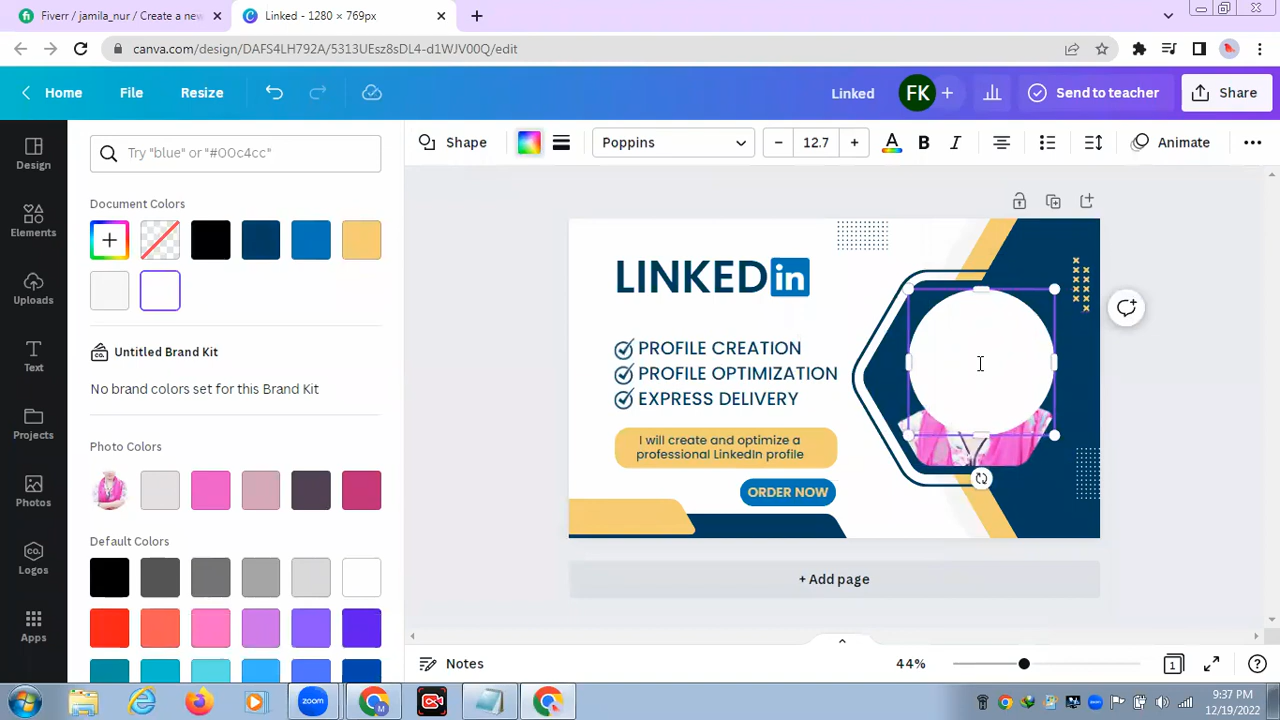 Fiverr / jamila_nur / Create a new
Linked - 1280 × 769px
canva.com/design/DAFS4LH792A/5313UEsz8sDL4-d1WJV00Q/edit
Home
File
Resize
Linked
FK
Send to teacher
Share
Design
Elements
Uploads
Text
Projects
Photos
CO.
Logos
Apps
Try "blue" or "#00c4cc"
Document Colors
Untitled Brand Kit
No brand colors set for this Brand Kit
Photo Colors
Default Colors
Shape
Poppins
12.7
B
I
Animate
LINKEDin
PROFILE CREATION
PROFILE OPTIMIZATION
EXPRESS DELIVERY
I will create and optimize a
professional LinkedIn profile
ORDER NOW
+ Add page
Notes
44%
1
zoom
9:37 PM
12/19/2022